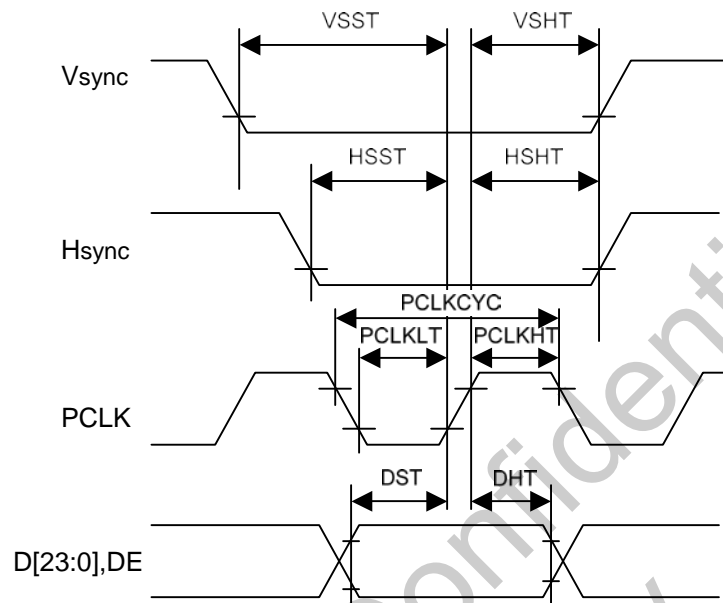 VSST VSHT
Vsync
HSST HSHT
Hsync
PCLKCYC
PCLKLT PCLKHT
PCLK
DST DHT
D[23:0],DE